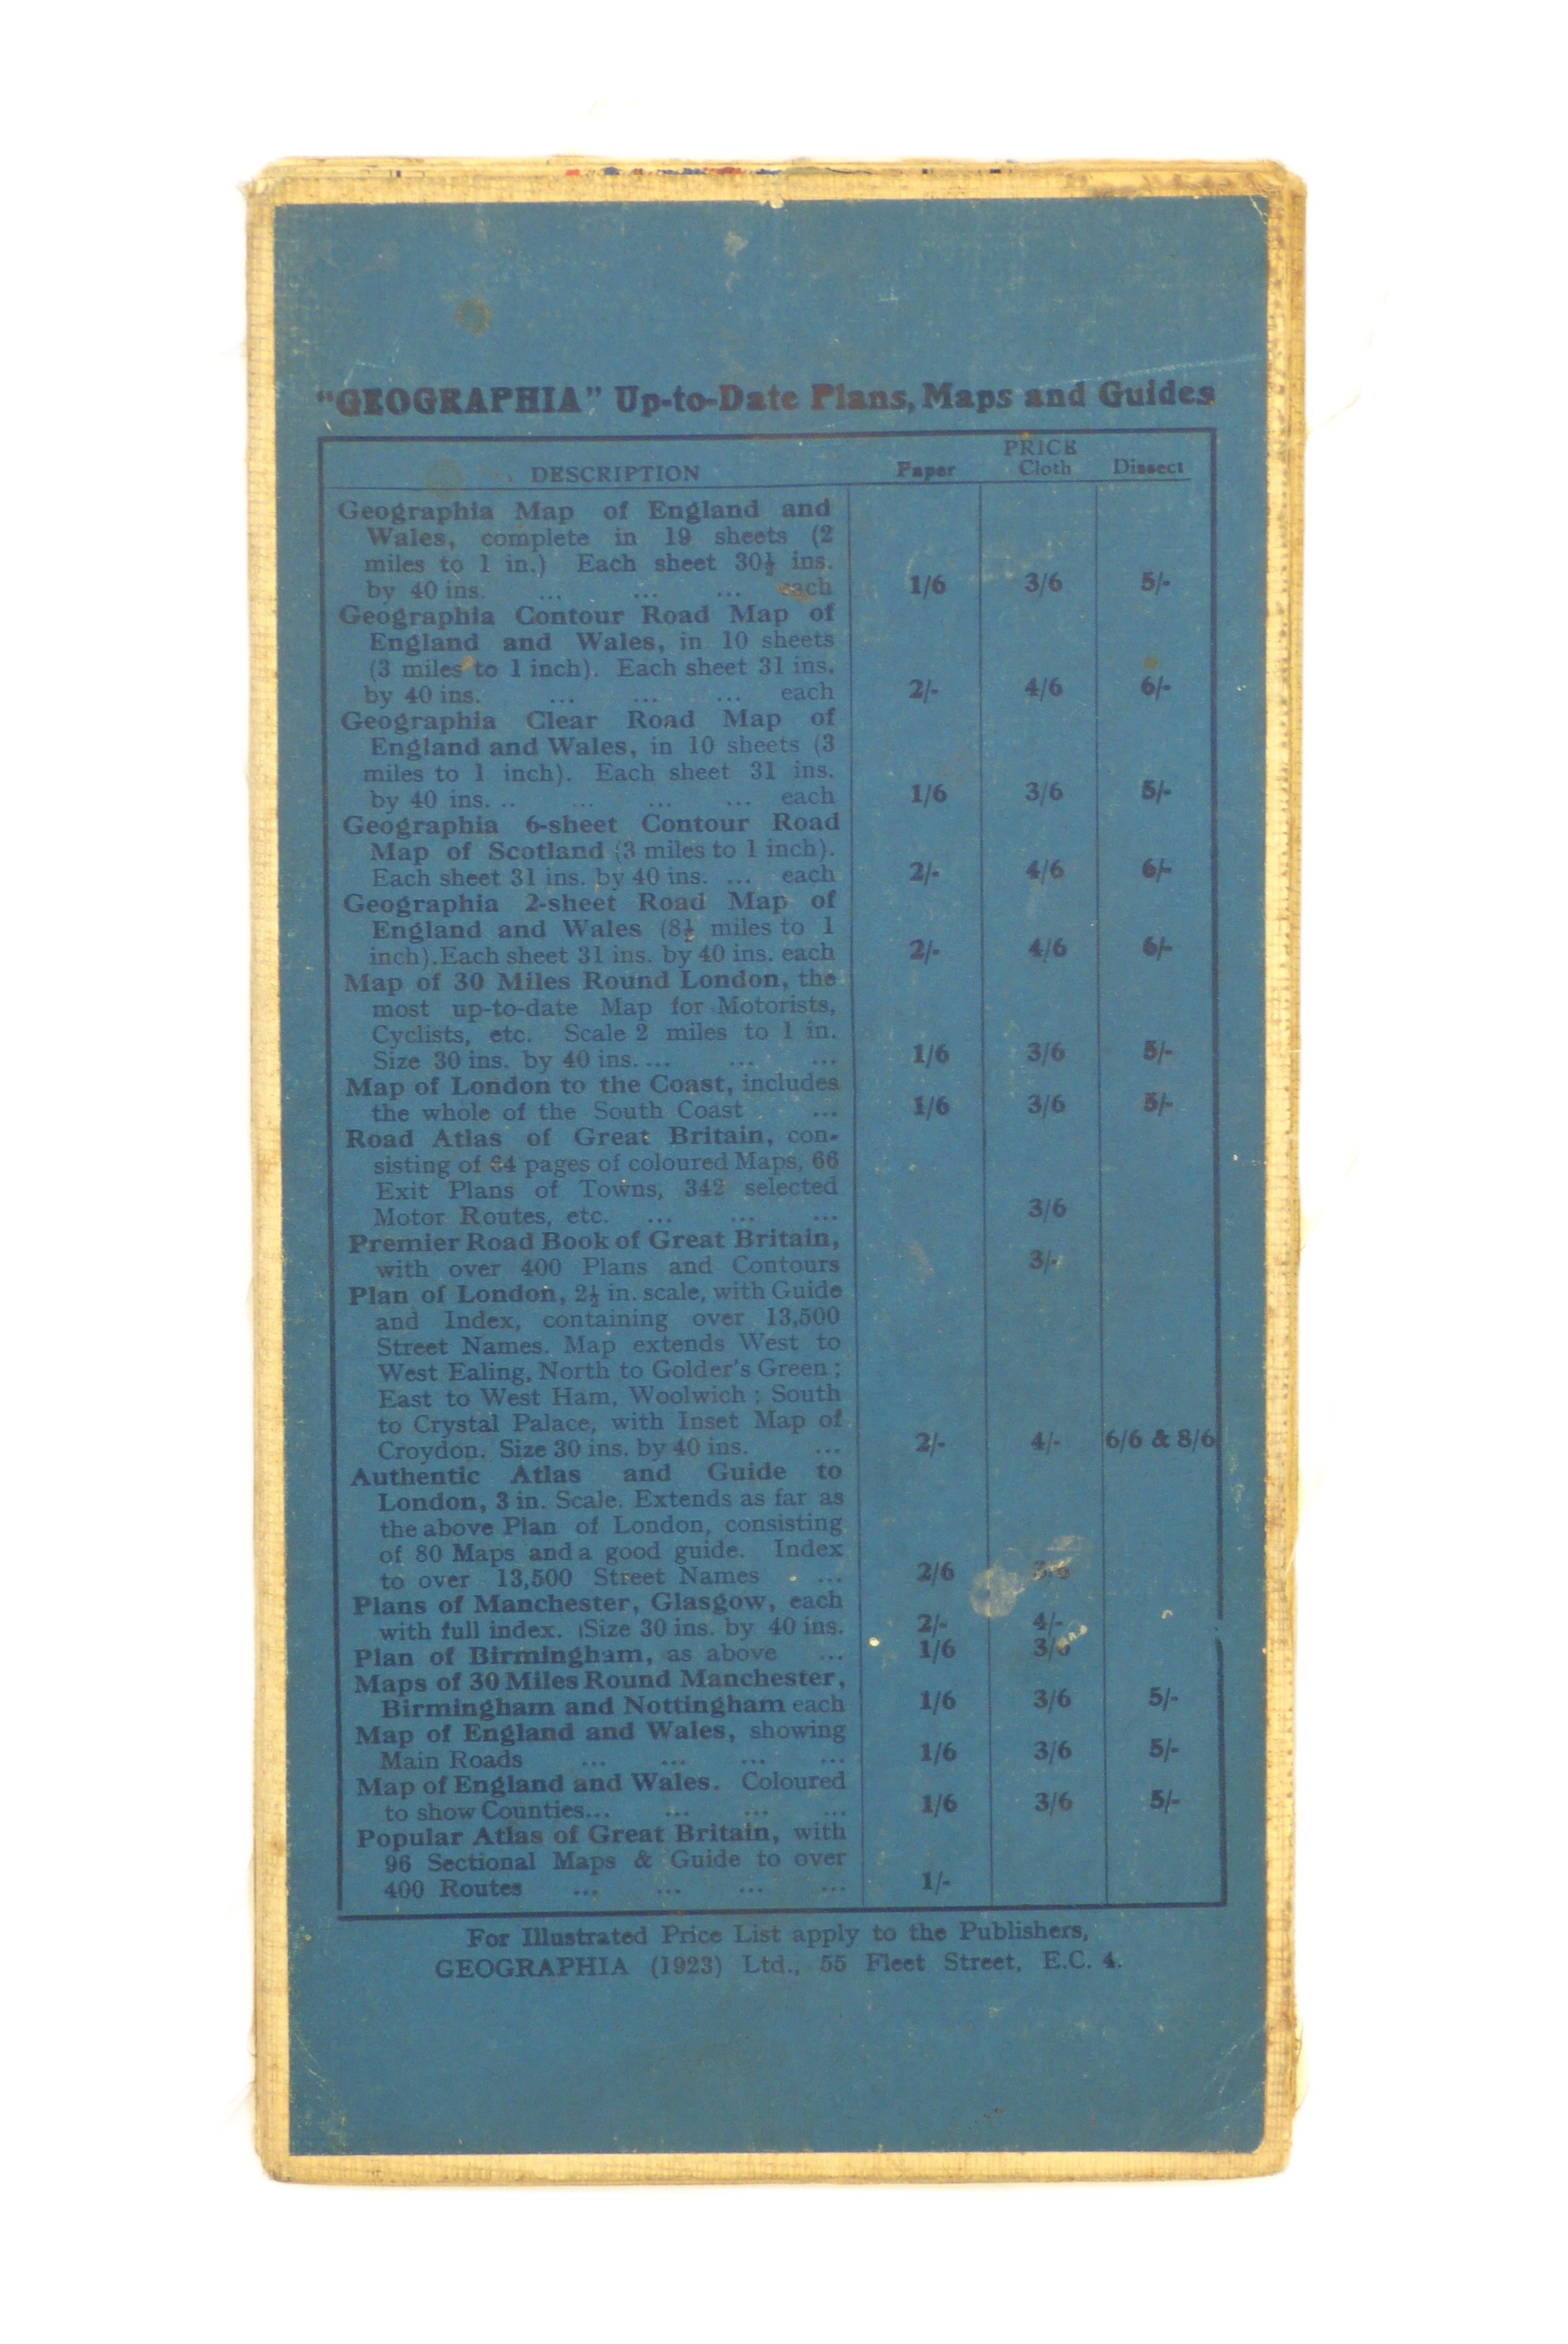 "GEOGRAPHIA" Up-to-Date Plans, Maps and Guides
PRICE
DESCRIPTION Paper Cloth Dissect
Geographia Map of England and
Wales, complete in 19 sheets (2
miles to 1 in.) Each sheet 30½ ins.
by 40 ins. ... ... ... each 1/6 3/6 5/-
Geographia Contour Road Map of
England and Wales, in 10 sheets
(3 miles to 1 inch). Each sheet 31 ins.
by 40 ins. ... ... ... each 2/- 4/6 6/-
Geographia Clear Road Map of
England and Wales, in 10 sheets (3
miles to 1 inch). Each sheet 31 ins.
by 40 ins. .. ... ... ... each 1/6 3/6 5/-
Geographia 6-sheet Contour Road
Map of Scotland (3 miles to 1 inch).
Each sheet 31 ins. by 40 ins. ... each 2/- 4/6 6/-
Geographia 2-sheet Road Map of
England and Wales (8½ miles to 1
inch). Each sheet 31 ins. by 40 ins. each 2/- 4/6 6/-
Map of 30 Miles Round London, the
most up-to-date Map for Motorists,
Cyclists, etc. Scale 2 miles to 1 in.
Size 30 ins. by 40 ins. ... ... ... 1/6 3/6 5/-
Map of London to the Coast, includes
the whole of the South Coast ... 1/6 3/6 5/-
Road Atlas of Great Britain, con-
sisting of 64 pages of coloured Maps, 66
Exit Plans of Towns, 342 selected
Motor Routes, etc. ... ... ... 3/6
Premier Road Book of Great Britain,
with over 400 Plans and Contours 3/-
Plan of London, 2½ in. scale, with Guide
and Index, containing over 13,500
Street Names. Map extends West to
West Ealing, North to Golder's Green ;
East to West Ham, Woolwich ; South
to Crystal Palace, with Inset Map of
Croydon. Size 30 ins. by 40 ins. ... 2/- 4/- 6/6 & 8/6
Authentic Atlas and Guide to
London, 3 in. Scale. Extends as far as
the above Plan of London, consisting
of 80 Maps and a good guide. Index
to over 13,500 Street Names ... 2/6 3/6
Plans of Manchester, Glasgow, each
with full index. Size 30 ins. by 40 ins. 2/- 4/-
Plan of Birmingham, as above ... 1/6 3/6
Maps of 30 Miles Round Manchester,
Birmingham and Nottingham each 1/6 3/6 5/-
Map of England and Wales, showing
Main Roads ... ... ... ... 1/6 3/6 5/-
Map of England and Wales. Coloured
to show Counties... ... ... ... 1/6 3/6 5/-
Popular Atlas of Great Britain, with
96 Sectional Maps & Guide to over
400 Routes ... ... ... ... 1/-
For Illustrated Price List apply to the Publishers,
GEOGRAPHIA (1923) Ltd., 55 Fleet Street, E.C. 4.